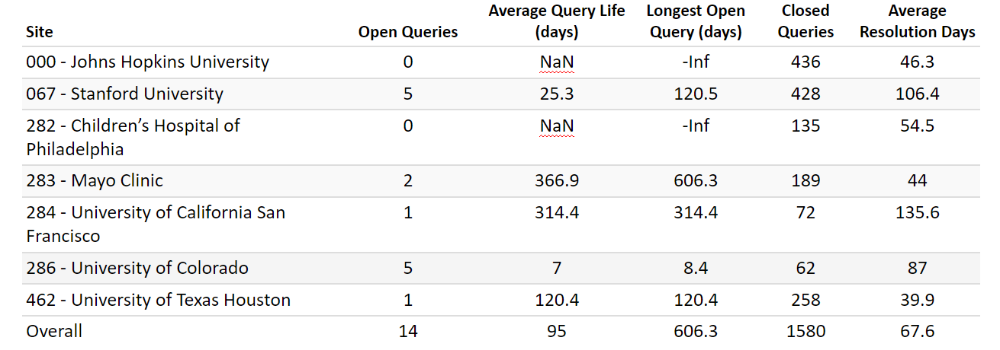 Site Open Queries Average Query Life (days) Longest Open Query (days) Closed Queries Average Resolution Days
000 - Johns Hopkins University 0 NaN -Inf 436 46.3
067 - Stanford University 5 25.3 120.5 428 106.4
282 - Children’s Hospital of Philadelphia 0 NaN -Inf 135 54.5
283 - Mayo Clinic 2 366.9 606.3 189 44
284 - University of California San Francisco 1 314.4 314.4 72 135.6
286 - University of Colorado 5 7 8.4 62 87
462 - University of Texas Houston 1 120.4 120.4 258 39.9
Overall 14 95 606.3 1580 67.6